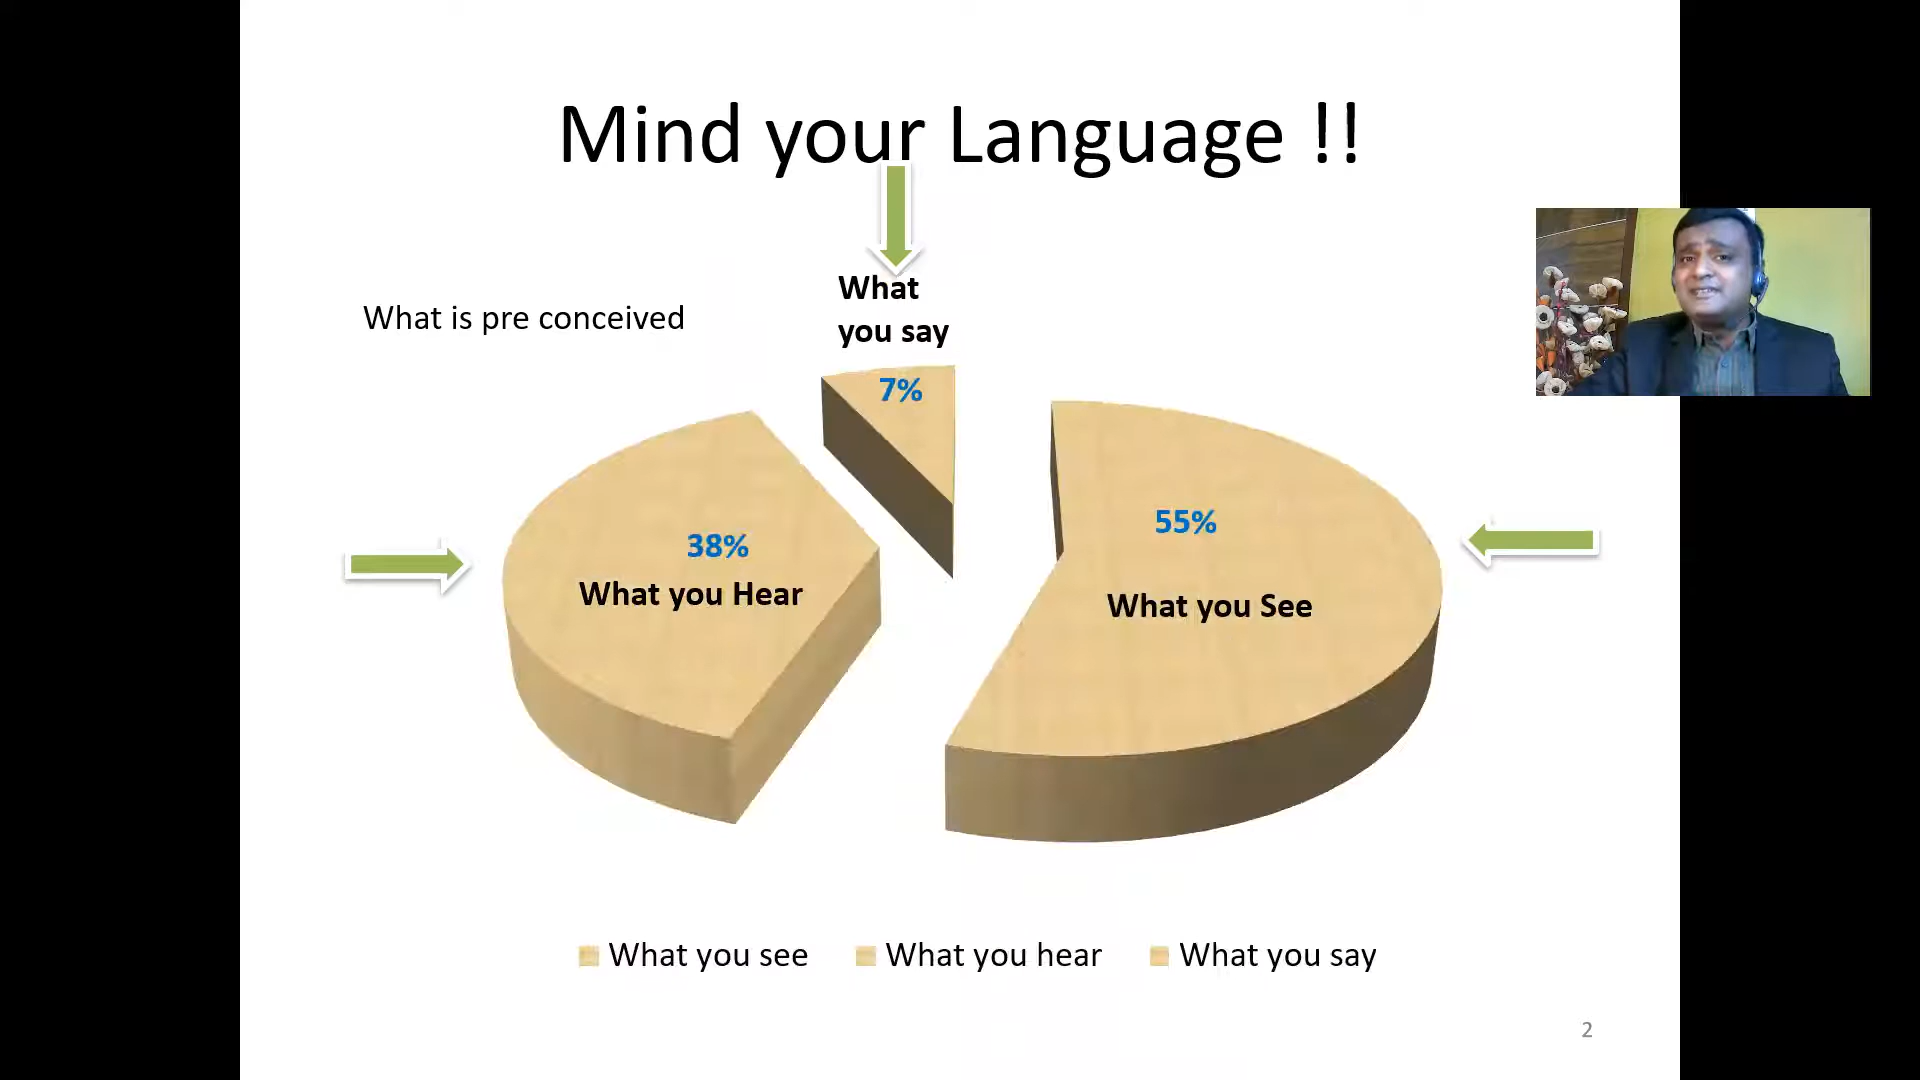 Mind your Language !!
What is pre conceived
What
you say
7%
38%
What you Hear
55%
What you See
What you see
What you hear
What you say
2